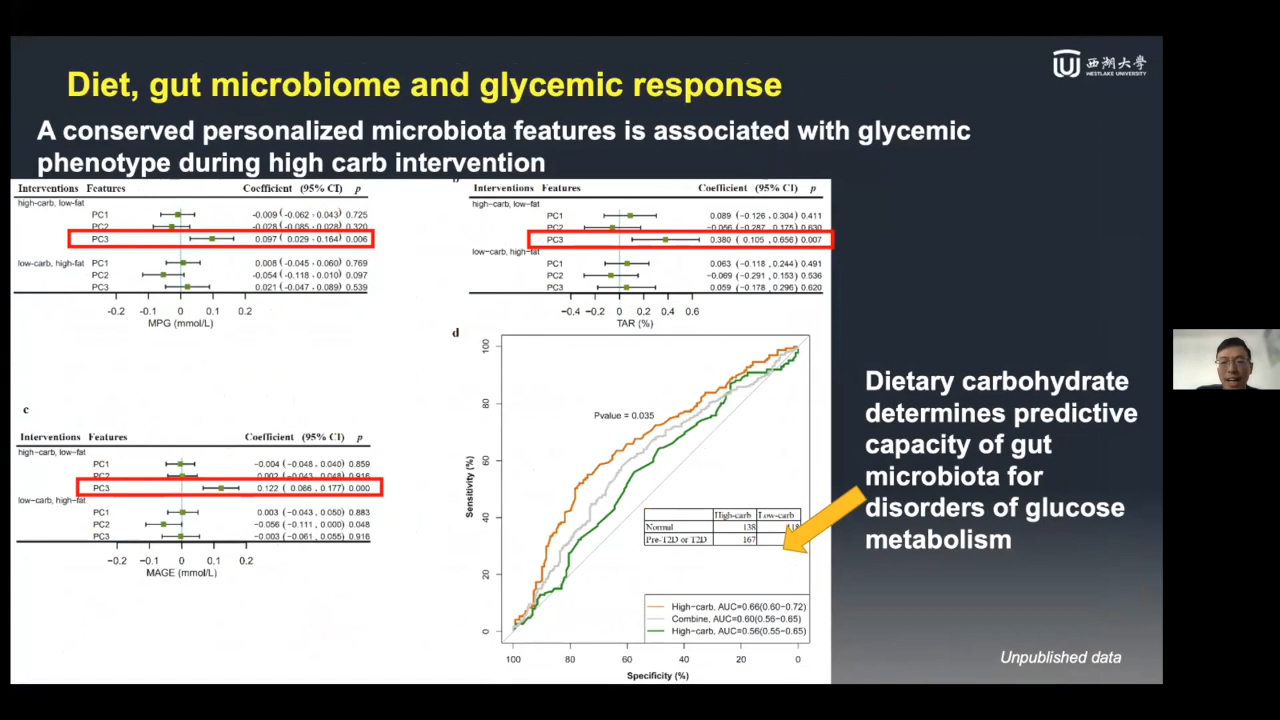 西湖大學
WESTLAKE UNIVERSITY
Diet, gut microbiome and glycemic response
A conserved personalized microbiota features is associated with glycemic
phenotype during high carb intervention
Interventions Features Coefficient (95% CI) p
high-carb, low-fat
PC1 -0.009 (-0.062 , 0.043) 0.725
PC2 -0.028 (-0.085 , 0.028) 0.320
PC3 0.097 ( 0.029 , 0.164) 0.006
low-carb, high-fat
PC1 0.008 (-0.045 , 0.060) 0.769
PC2 -0.054 (-0.118 , 0.010) 0.097
PC3 0.021 (-0.047 , 0.089) 0.539
-0.2 -0.1 0 0.1 0.2
MPG (mmol/L)
Interventions Features Coefficient (95% CI) p
high-carb, low-fat
PC1 0.089 (-0.126 , 0.304) 0.411
PC2 -0.056 (-0.287 , 0.175) 0.630
PC3 0.380 ( 0.105 , 0.656) 0.007
low-carb, high-fat
PC1 0.063 (-0.118 , 0.244) 0.491
PC2 -0.069 (-0.291 , 0.153) 0.536
PC3 0.059 (-0.178 , 0.296) 0.620
-0.4 -0.2 0 0.2 0.4 0.6
TAR (%)
c
Interventions Features Coefficient (95% CI) p
high-carb, low-fat
PC1 -0.004 (-0.048 , 0.040) 0.859
PC2 0.002 (-0.043 , 0.048) 0.916
PC3 0.122 ( 0.066 , 0.177) 0.000
low-carb, high-fat
PC1 0.003 (-0.043 , 0.050) 0.883
PC2 -0.056 (-0.111 , 0.000) 0.048
PC3 -0.003 (-0.061 , 0.055) 0.916
-0.2 -0.1 0 0.1 0.2
MAGE (mmol/L)
d
Sensitivity (%)
100
80
60
40
20
0
Pvalue = 0.035
High-carb Low-carb
Normal 138
Pre-T2D or T2D 167
High-carb, AUC=0.66(0.60-0.72)
Combine, AUC=0.60(0.56-0.65)
High-carb, AUC=0.56(0.55-0.65)
100 80 60 40 20 0
Specificity (%)
Dietary carbohydrate
determines predictive
capacity of gut
microbiota for
disorders of glucose
metabolism
Unpublished data